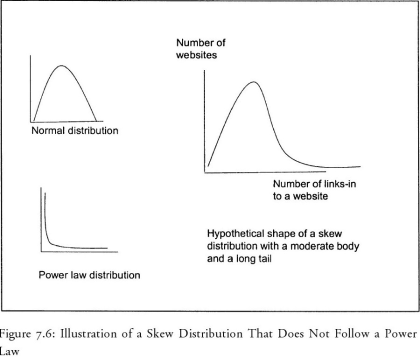 Number of
websites
Normal distribution
Number of links-in
to a website
Power law distribution
Hypothetical shape of a skew
distribution with a moderate body
and a long tail
Figure 7.6: Illustration of a Skew Distribution That Does Not Follow a Power
Law